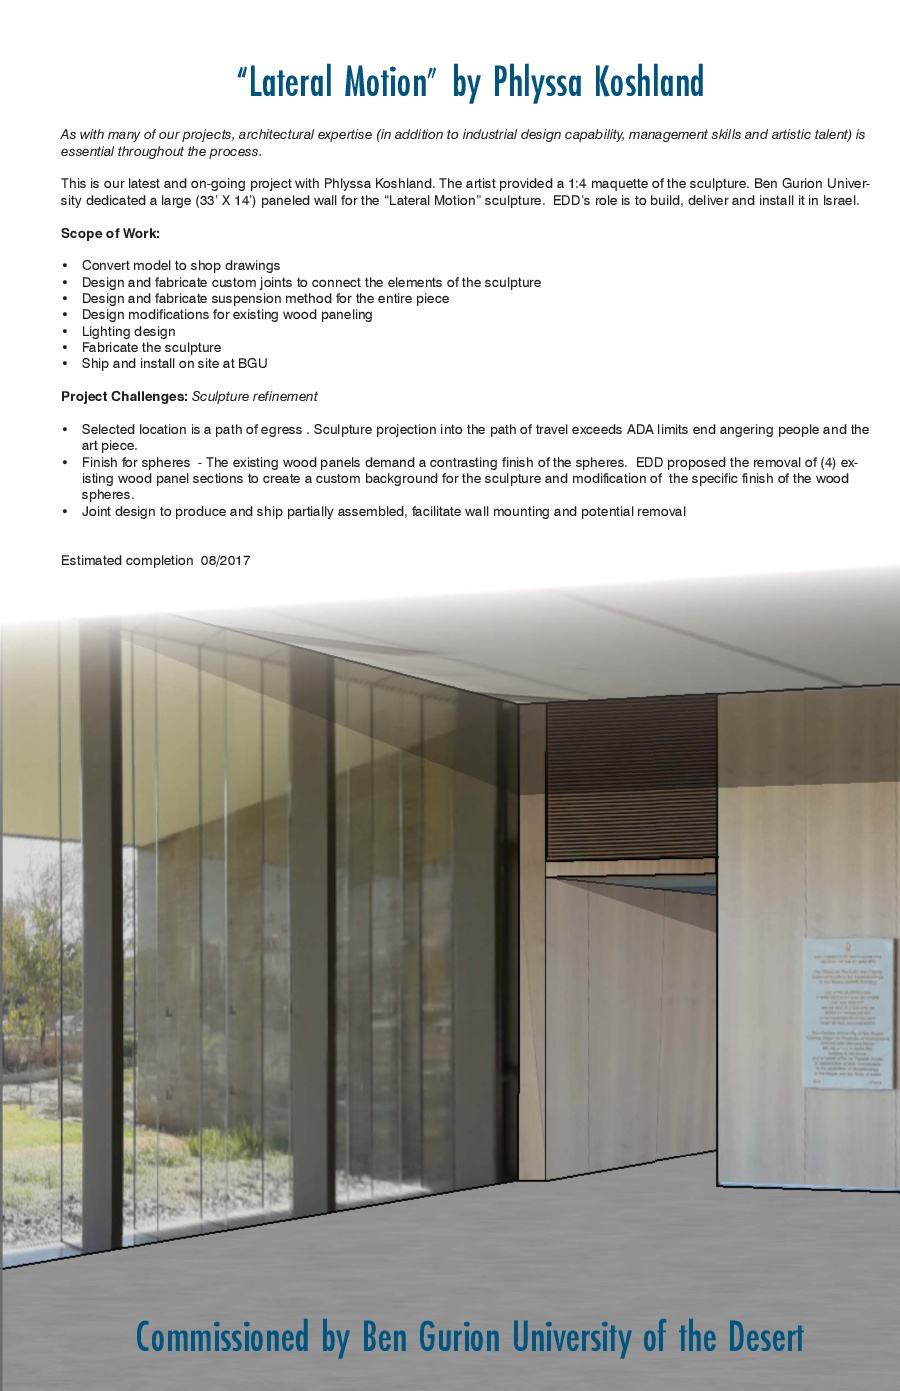 “Lateral Motion” by Phlyssa Koshland
As with many of our projects, architectural expertise (in addition to industrial design capability, management skills and artistic talent) is
essential throughout the process.
This is our latest and on-going project with Phlyssa Koshland. The artist provided a 1:4 maquette of the sculpture. Ben Gurion Univer-
sity dedicated a large (33’ X 14’) paneled wall for the “Lateral Motion” sculpture.  EDD’s role is to build, deliver and install it in Israel.
Scope of Work:
• Convert model to shop drawings
• Design and fabricate custom joints to connect the elements of the sculpture
• Design and fabricate suspension method for the entire piece
• Design modifications for existing wood paneling
• Lighting design
• Fabricate the sculpture
• Ship and install on site at BGU
Project Challenges: Sculpture refinement
• Selected location is a path of egress . Sculpture projection into the path of travel exceeds ADA limits end angering people and the
art piece.
• Finish for spheres  - The existing wood panels demand a contrasting finish of the spheres.  EDD proposed the removal of (4) ex-
isting wood panel sections to create a custom background for the sculpture and modification of  the specific finish of the wood
spheres.
• Joint design to produce and ship partially assembled, facilitate wall mounting and potential removal
Estimated completion  08/2017
Commissioned by Ben Gurion University of the Desert